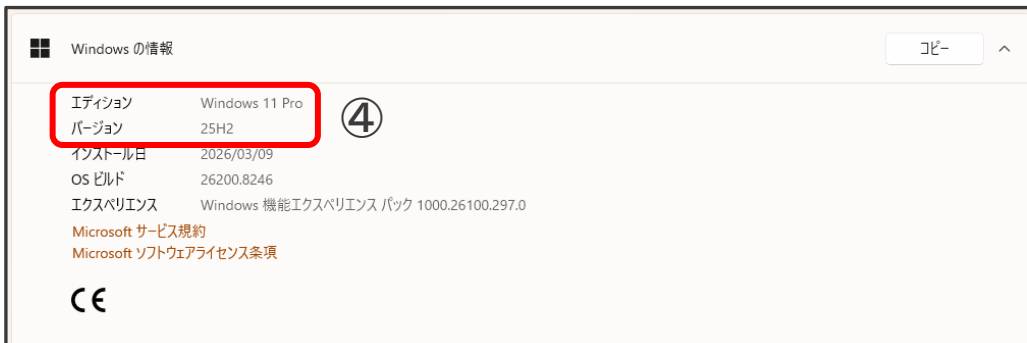 Windows の情報
コピー
エディション Windows 11 Pro
④
バージョン 25H2
インストール日 2026/03/09
OS ビルド 26200.8246
エクスペリエンス Windows 機能エクスペリエンス パック 1000.26100.297.0
Microsoft サービス規約
Microsoft ソフトウェアライセンス条項
CE